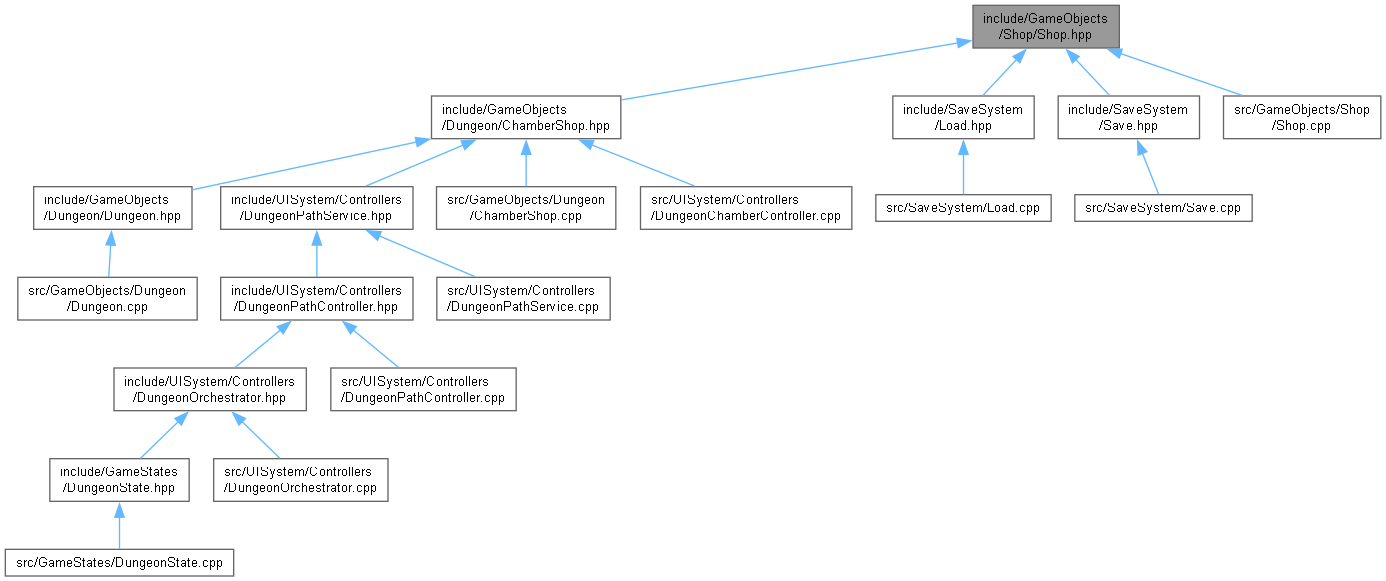 include/GameObjects
/Shop/Shop.hpp
include/GameObjects
/Dungeon/ChamberShop.hpp
include/SaveSystem
/Load.hpp
include/SaveSystem
/Save.hpp
src/GameObjects/Shop
/Shop.cpp
include/GameObjects
/Dungeon/Dungeon.hpp
include/UISystem/Controllers
/DungeonPathService.hpp
src/GameObjects/Dungeon
/ChamberShop.cpp
src/UISystem/Controllers
/DungeonChamberController.cpp
src/SaveSystem/Load.cpp
src/SaveSystem/Save.cpp
src/GameObjects/Dungeon
/Dungeon.cpp
include/UISystem/Controllers
/DungeonPathController.hpp
src/UISystem/Controllers
/DungeonPathService.cpp
include/UISystem/Controllers
/DungeonOrchestrator.hpp
src/UISystem/Controllers
/DungeonPathController.cpp
include/GameStates
/DungeonState.hpp
src/UISystem/Controllers
/DungeonOrchestrator.cpp
src/GameStates/DungeonState.cpp